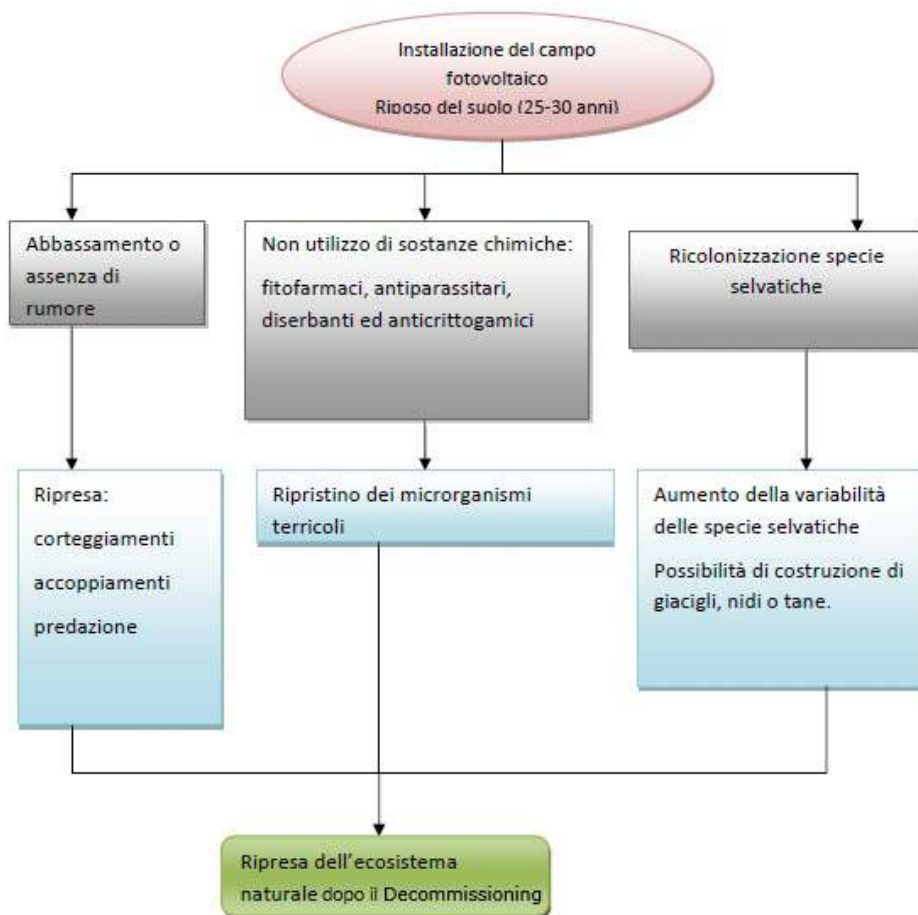 Installazione del campo
fotovoltaico
Riposo del suolo (25-30 anni)
Abbassamento o
assenza di
rumore
Non utilizzo di sostanze chimiche:
fitofarmaci, antiparassitari,
diserbanti ed anticrittogamici
Ricolonizzazione specie
selvatiche
Ripresa:
corteggiamenti
accoppiamenti
predazione
Ripristino dei microrganismi
terricoli
Aumento della variabilità
delle specie selvatiche
Possibilità di costruzione di
giacigli, nidi o tane.
Ripresa dell’ecosistema
naturale dopo il Decommissioning